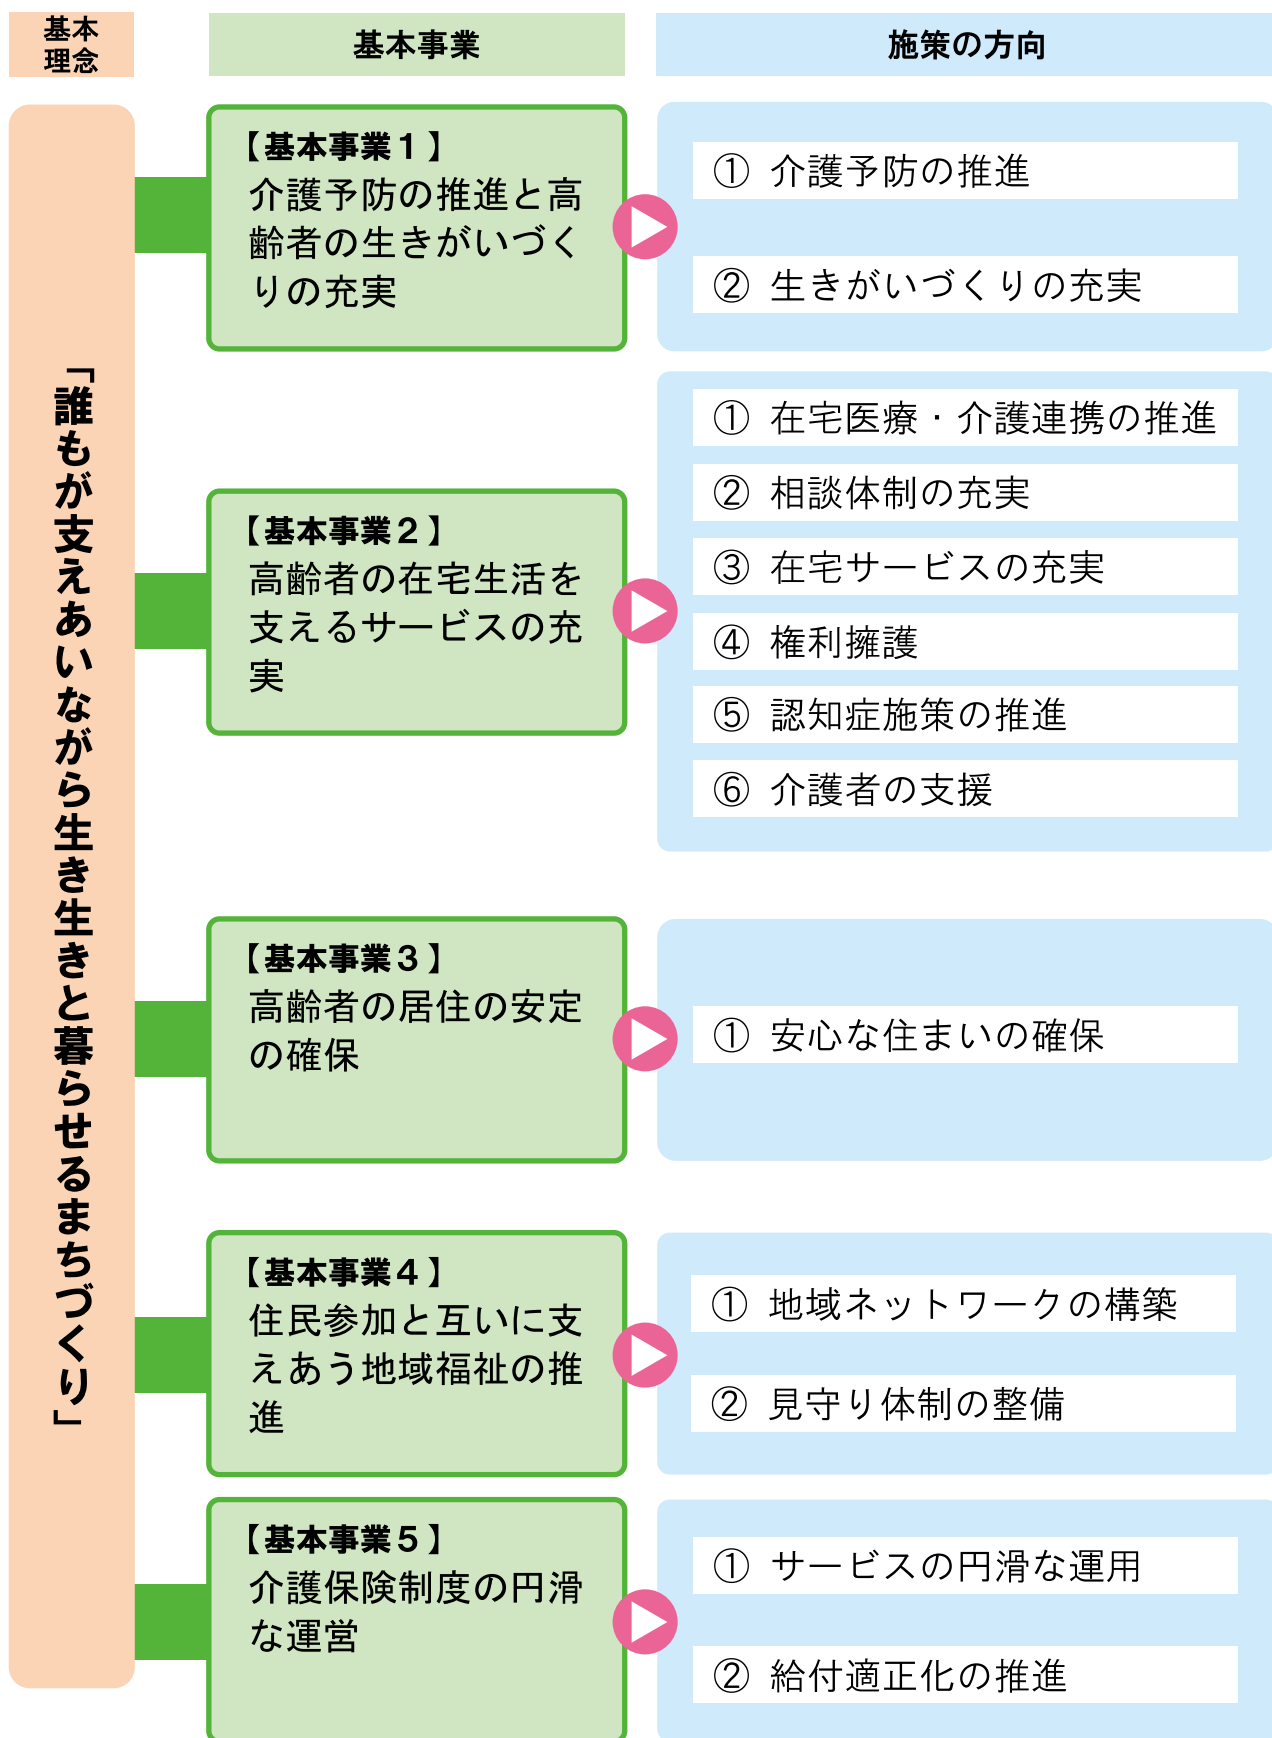 基本
理念
基本事業
施策の方向
「誰もが支えあいながら生き生きと暮らせるまちづくり」
【基本事業１】
介護予防の推進と高
齢者の生きがいづく
りの充実
① 介護予防の推進
② 生きがいづくりの充実
【基本事業２】
高齢者の在宅生活を
支えるサービスの充
実
① 在宅医療・介護連携の推進
② 相談体制の充実
③ 在宅サービスの充実
④ 権利擁護
⑤ 認知症施策の推進
⑥ 介護者の支援
【基本事業３】
高齢者の居住の安定
の確保
① 安心な住まいの確保
【基本事業４】
住民参加と互いに支
えあう地域福祉の推
進
① 地域ネットワークの構築
② 見守り体制の整備
【基本事業５】
介護保険制度の円滑
な運営
① サービスの円滑な運用
② 給付適正化の推進